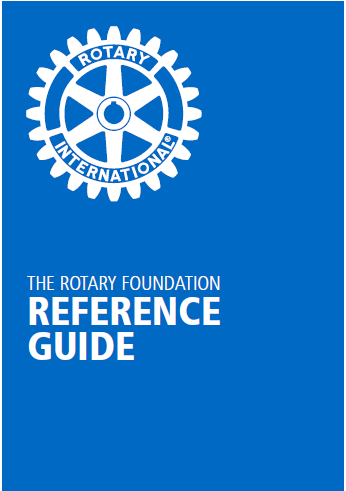 ROTARY
INTERNATIONAL®
THE ROTARY FOUNDATION
REFERENCE
GUIDE